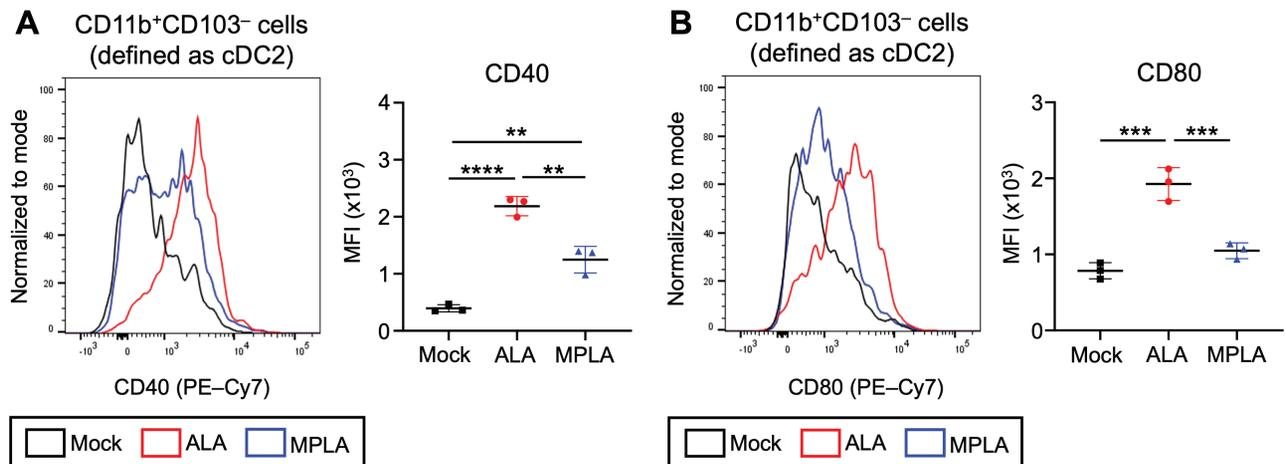 A
CD11b⁺CD103⁻ cells
(defined as cDC2)
Normalized to mode
100
80
60
40
20
0
-10³ 0 10³ 10⁴ 10⁵
CD40 (PE–Cy7)
CD40
MFI (x10³)
4
3
2
1
0
**
**** **
Mock ALA MPLA
Mock ALA MPLA
B
CD11b⁺CD103⁻ cells
(defined as cDC2)
Normalized to mode
100
80
60
40
20
0
-10³ 0 10³ 10⁴ 10⁵
CD80 (PE–Cy7)
CD80
MFI (x10³)
3
2
1
0
*** ***
Mock ALA MPLA
Mock ALA MPLA